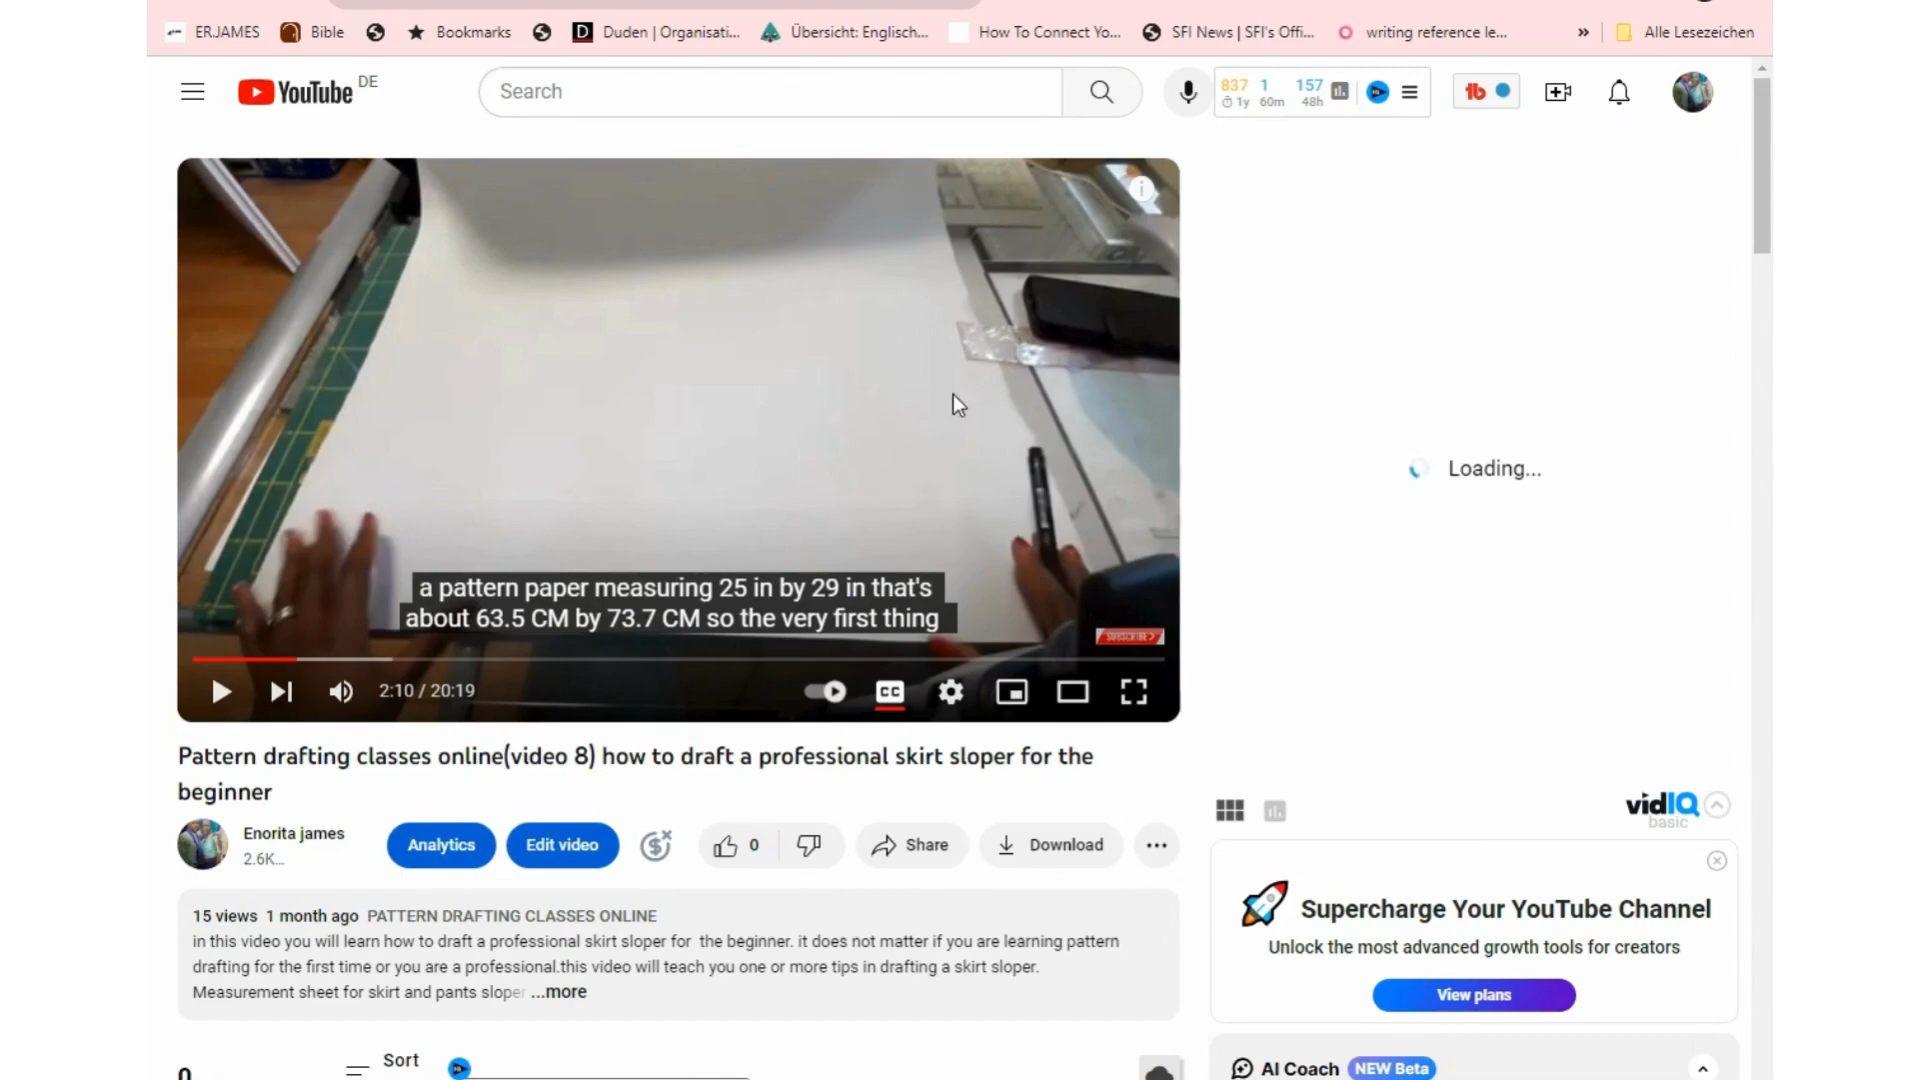 ERJAMES Bible Bookmarks Duden | Organisati... Übersicht: Englisch... How To Connect Yo... SFI News | SFI's Offi... writing reference le... » Alle Lesezeichen
YouTube DE Search 837 1 157
1y 60m 48h
Loading...
a pattern paper measuring 25 in by 29 in that's
about 63.5 CM by 73.7 CM so the very first thing
SUBSCRIBE
2:10 / 20:19 CC
Pattern drafting classes online(video 8) how to draft a professional skirt sloper for the
beginner
Enorita james
2.6K...
Analytics Edit video 0 Share Download
15 views 1 month ago PATTERN DRAFTING CLASSES ONLINE
in this video you will learn how to draft a professional skirt sloper for the beginner. it does not matter if you are learning pattern
drafting for the first time or you are a professional.this video will teach you one or more tips in drafting a skirt sloper.
Measurement sheet for skirt and pants sloper ...more
0 Sort
vidIQ
basic
Supercharge Your YouTube Channel
Unlock the most advanced growth tools for creators
View plans
AI Coach NEW Beta